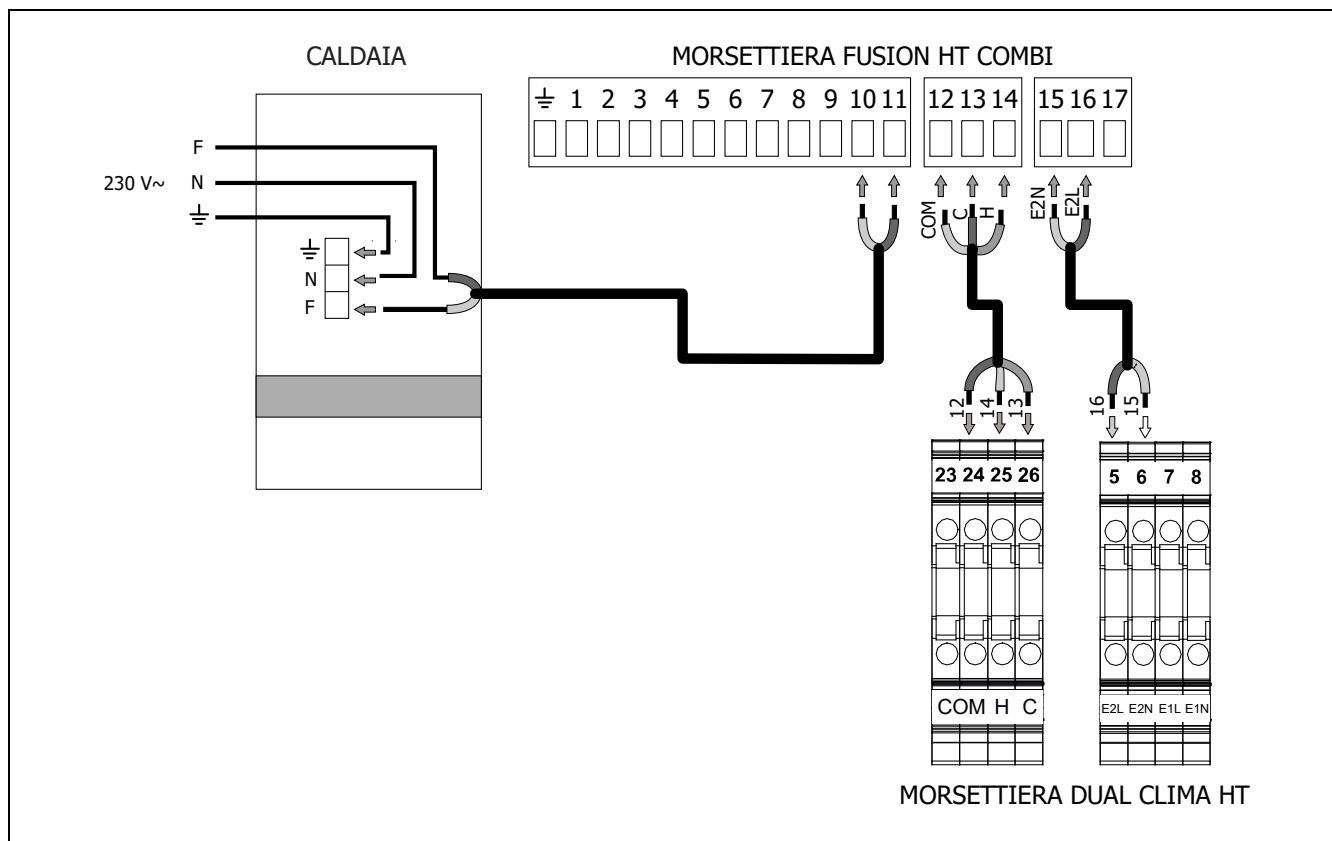 CALDAIA
MORSETTIERA FUSION HT COMBI
1 2 3 4 5 6 7 8 9 10 11 12 13 14 15 16 17
F
230 V~ N
N
F
COM C H E2N E2L
12 14 13 16 15
23 24 25 26 5 6 7 8
COM H C E2L E2N E1L E1N
MORSETTIERA DUAL CLIMA HT